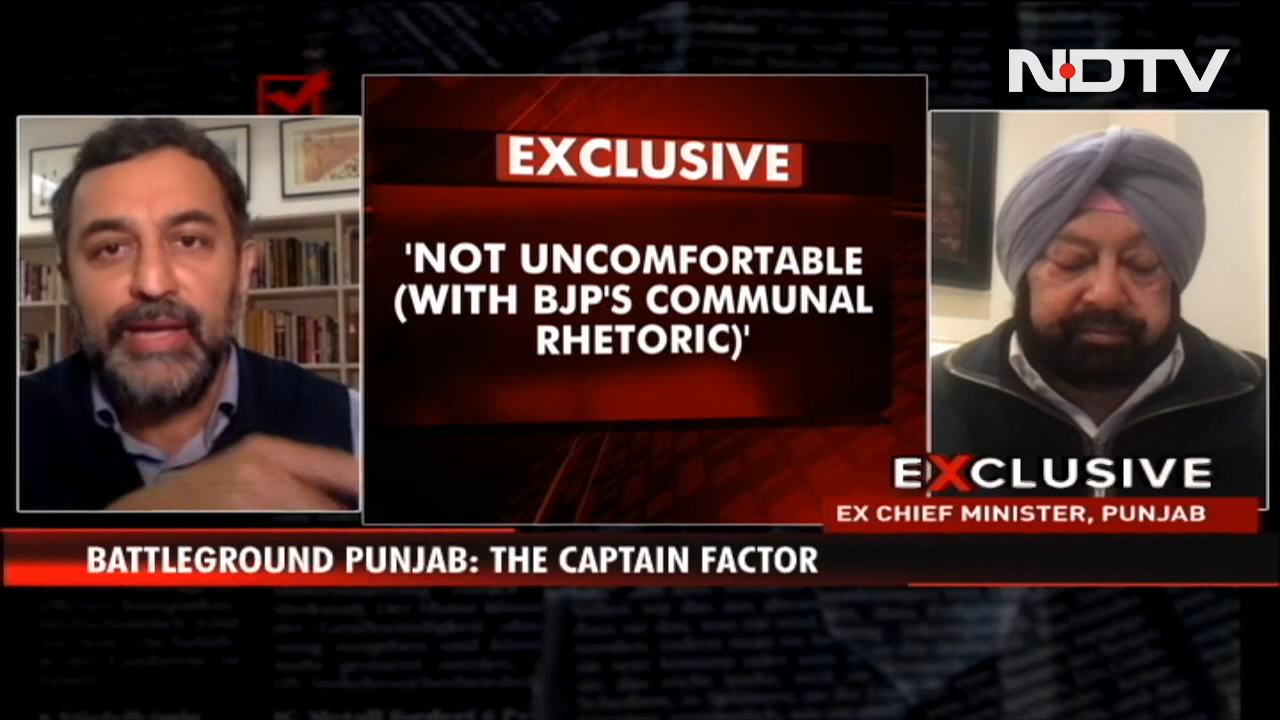 NDTV
EXCLUSIVE
'NOT UNCOMFORTABLE
(WITH BJP'S COMMUNAL
RHETORIC)'
EXCLUSIVE
EX CHIEF MINISTER, PUNJAB
BATTLEGROUND PUNJAB: THE CAPTAIN FACTOR